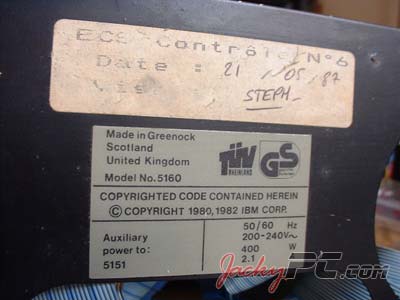 ECS Contrôle N°6
Date : 21 / 05 / 87
Vis
STEPH
Made in Greenock
Scotland
United Kingdom
Model No. 5160
TÜV
RHEINLAND
GS
COPYRIGHTED CODE CONTAINED HEREIN
© COPYRIGHT 1980, 1982 IBM CORP.
50/60 Hz
Auxiliary 200-240V~
power to: 400 W
5151 2.1
JackyPC.com